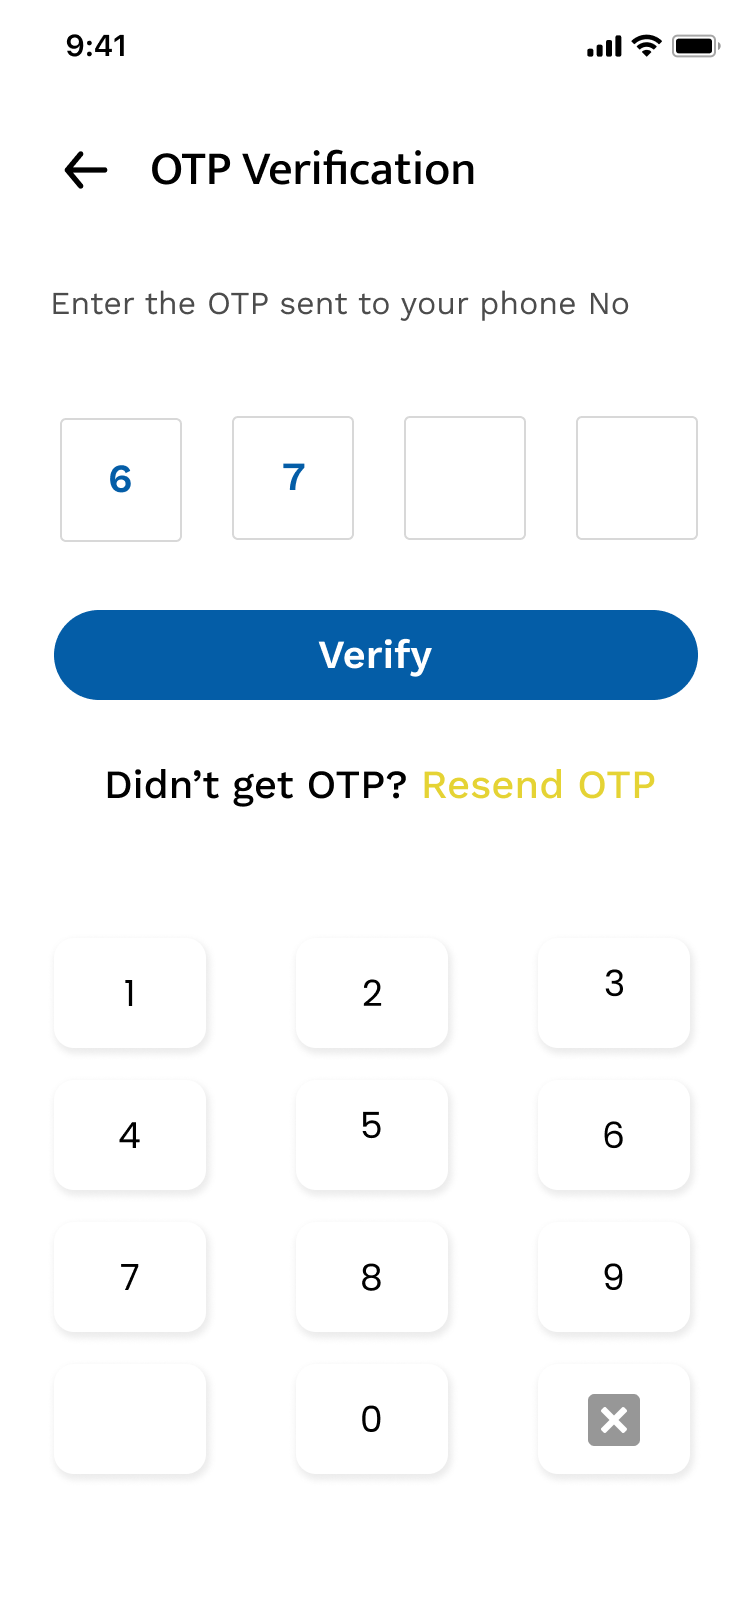 9:41
OTP Verification
Enter the OTP sent to your phone No
6 7
Verify
Didn’t get OTP? Resend OTP
1 2 3
4 5 6
7 8 9
0